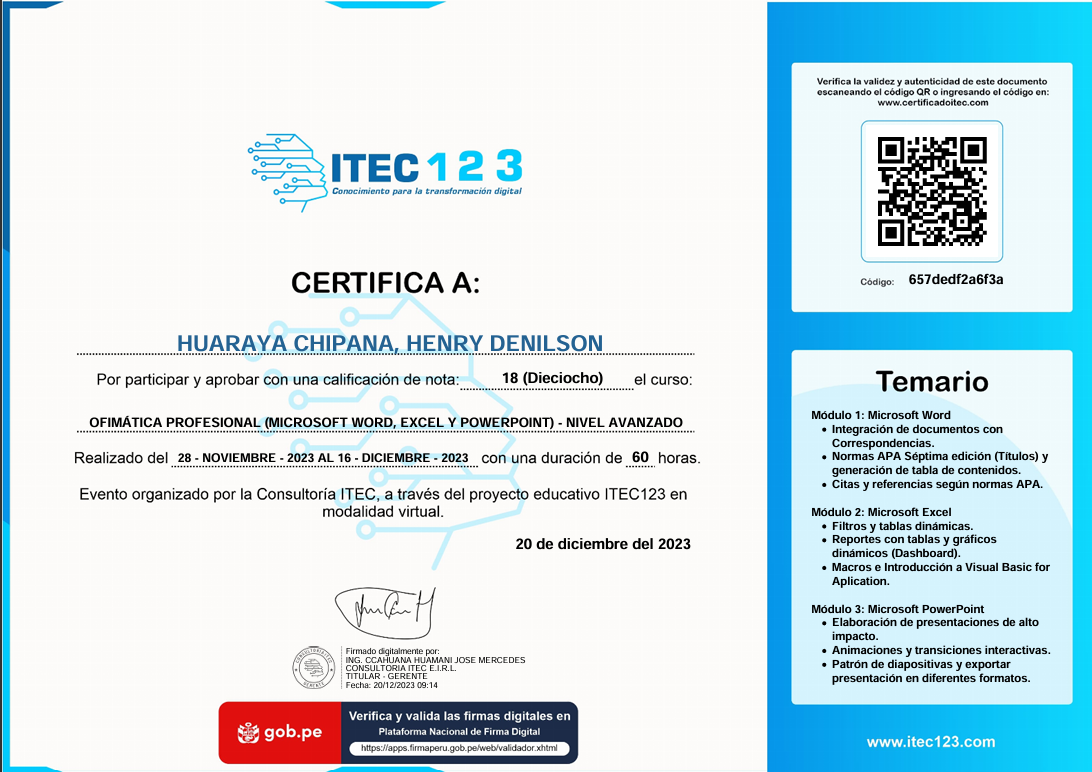 ITEC 1 2 3
Conocimiento para la transformación digital
CERTIFICA A:
HUARAYA CHIPANA, HENRY DENILSON
Por participar y aprobar con una calificación de nota: 18 (Dieciocho) el curso:
OFIMÁTICA PROFESIONAL (MICROSOFT WORD, EXCEL Y POWERPOINT) - NIVEL AVANZADO
Realizado del 28 - NOVIEMBRE - 2023 AL 16 - DICIEMBRE - 2023 con una duración de 60 horas.
Evento organizado por la Consultoría ITEC, a través del proyecto educativo ITEC123 en
modalidad virtual.
20 de diciembre del 2023
CONSULTORIA ITEC
GERENTE
Firmado digitalmente por:
ING. CCAHUANA HUAMANI JOSE MERCEDES
CONSULTORIA ITEC E.I.R.L.
TITULAR - GERENTE
Fecha: 20/12/2023 09:14
gob.pe
Verifica y valida las firmas digitales en
Plataforma Nacional de Firma Digital
https://apps.firmaperu.gob.pe/web/validador.xhtml
Verifica la validez y autenticidad de este documento
escaneando el código QR o ingresando el código en:
www.certificadoitec.com
Código: 657dedf2a6f3a
Temario
Módulo 1: Microsoft Word
• Integración de documentos con
Correspondencias.
• Normas APA Séptima edición (Títulos) y
generación de tabla de contenidos.
• Citas y referencias según normas APA.
Módulo 2: Microsoft Excel
• Filtros y tablas dinámicas.
• Reportes con tablas y gráficos
dinámicos (Dashboard).
• Macros e Introducción a Visual Basic for
Aplication.
Módulo 3: Microsoft PowerPoint
• Elaboración de presentaciones de alto
impacto.
• Animaciones y transiciones interactivas.
• Patrón de diapositivas y exportar
presentación en diferentes formatos.
www.itec123.com